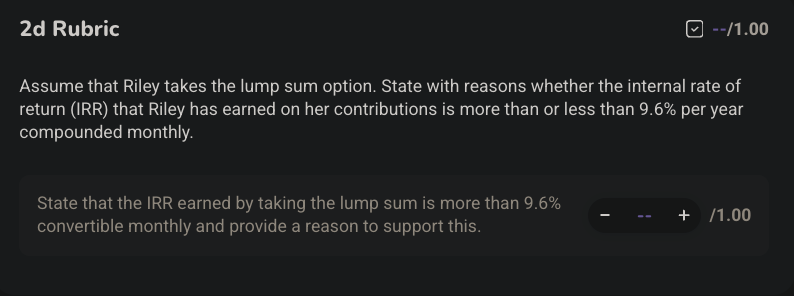 2d Rubric
--/1.00
Assume that Riley takes the lump sum option. State with reasons whether the internal rate of
return (IRR) that Riley has earned on her contributions is more than or less than 9.6% per year
compounded monthly.
State that the IRR earned by taking the lump sum is more than 9.6%
convertible monthly and provide a reason to support this.
− -- + /1.00